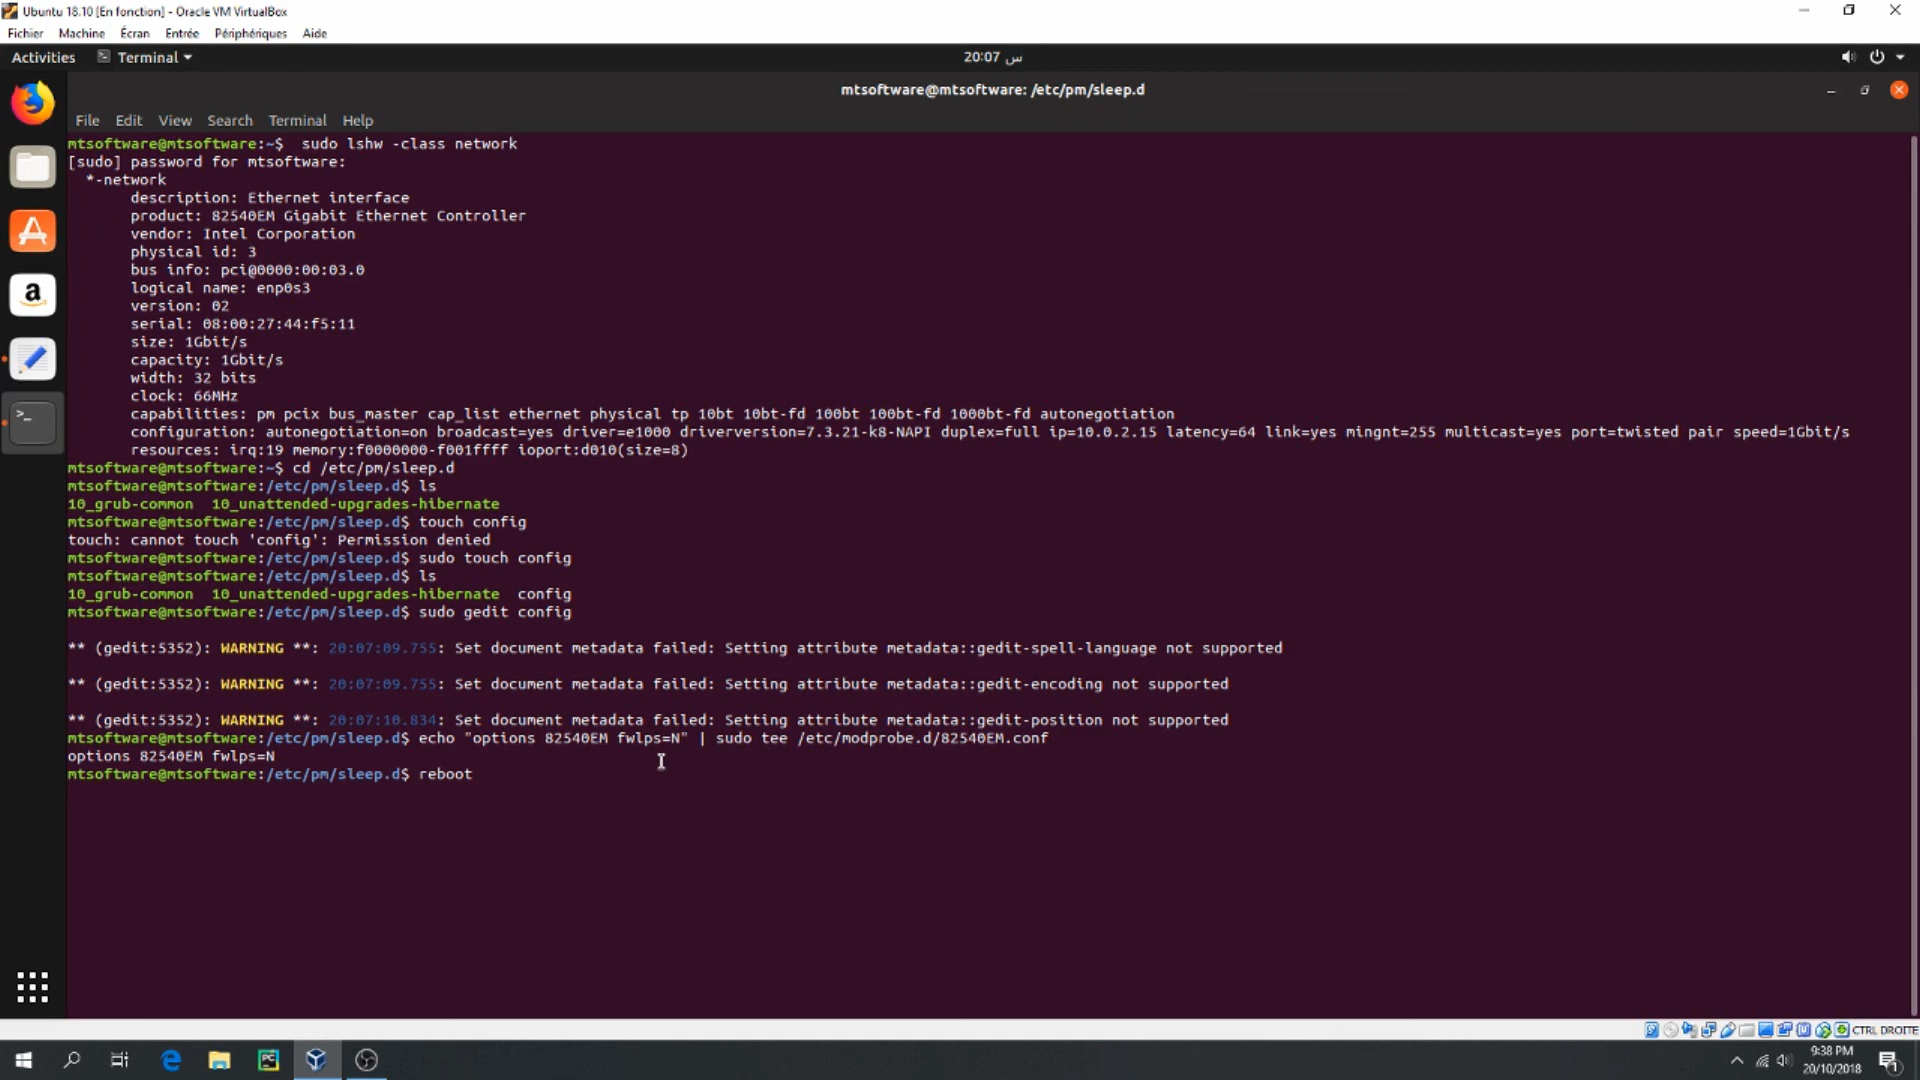 Ubuntu 18.10 [En fonction] - Oracle VM VirtualBox
Fichier Machine Écran Entrée Périphériques Aide
Activities Terminal 20:07 س
mtsoftware@mtsoftware: /etc/pm/sleep.d
File Edit View Search Terminal Help
mtsoftware@mtsoftware:~$  sudo lshw -class network
[sudo] password for mtsoftware:
*-network
description: Ethernet interface
product: 82540EM Gigabit Ethernet Controller
vendor: Intel Corporation
physical id: 3
bus info: pci@0000:00:03.0
logical name: enp0s3
version: 02
serial: 08:00:27:44:f5:11
size: 1Gbit/s
capacity: 1Gbit/s
width: 32 bits
clock: 66MHz
capabilities: pm pcix bus_master cap_list ethernet physical tp 10bt 10bt-fd 100bt 100bt-fd 1000bt-fd autonegotiation
configuration: autonegotiation=on broadcast=yes driver=e1000 driverversion=7.3.21-k8-NAPI duplex=full ip=10.0.2.15 latency=64 link=yes mingnt=255 multicast=yes port=twisted pair speed=1Gbit/s
resources: irq:19 memory:f0000000-f001ffff ioport:d010(size=8)
mtsoftware@mtsoftware:~$ cd /etc/pm/sleep.d
mtsoftware@mtsoftware:/etc/pm/sleep.d$ ls
10_grub-common  10_unattended-upgrades-hibernate
mtsoftware@mtsoftware:/etc/pm/sleep.d$ touch config
touch: cannot touch 'config': Permission denied
mtsoftware@mtsoftware:/etc/pm/sleep.d$ sudo touch config
mtsoftware@mtsoftware:/etc/pm/sleep.d$ ls
10_grub-common  10_unattended-upgrades-hibernate  config
mtsoftware@mtsoftware:/etc/pm/sleep.d$ sudo gedit config
** (gedit:5352): WARNING **: 20:07:09.755: Set document metadata failed: Setting attribute metadata::gedit-spell-language not supported
** (gedit:5352): WARNING **: 20:07:09.755: Set document metadata failed: Setting attribute metadata::gedit-encoding not supported
** (gedit:5352): WARNING **: 20:07:10.834: Set document metadata failed: Setting attribute metadata::gedit-position not supported
mtsoftware@mtsoftware:/etc/pm/sleep.d$ echo "options 82540EM fwlps=N" | sudo tee /etc/modprobe.d/82540EM.conf
options 82540EM fwlps=N
mtsoftware@mtsoftware:/etc/pm/sleep.d$ reboot
CTRL DROITE
9:38 PM
20/10/2018